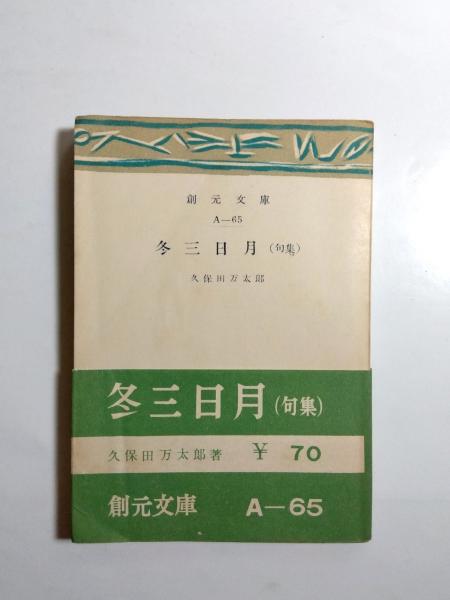 創元文庫
A—65
冬三日月(句集)
久保田万太郎
冬三日月(句集)
久保田万太郎著 ¥ 70
創元文庫 A—65